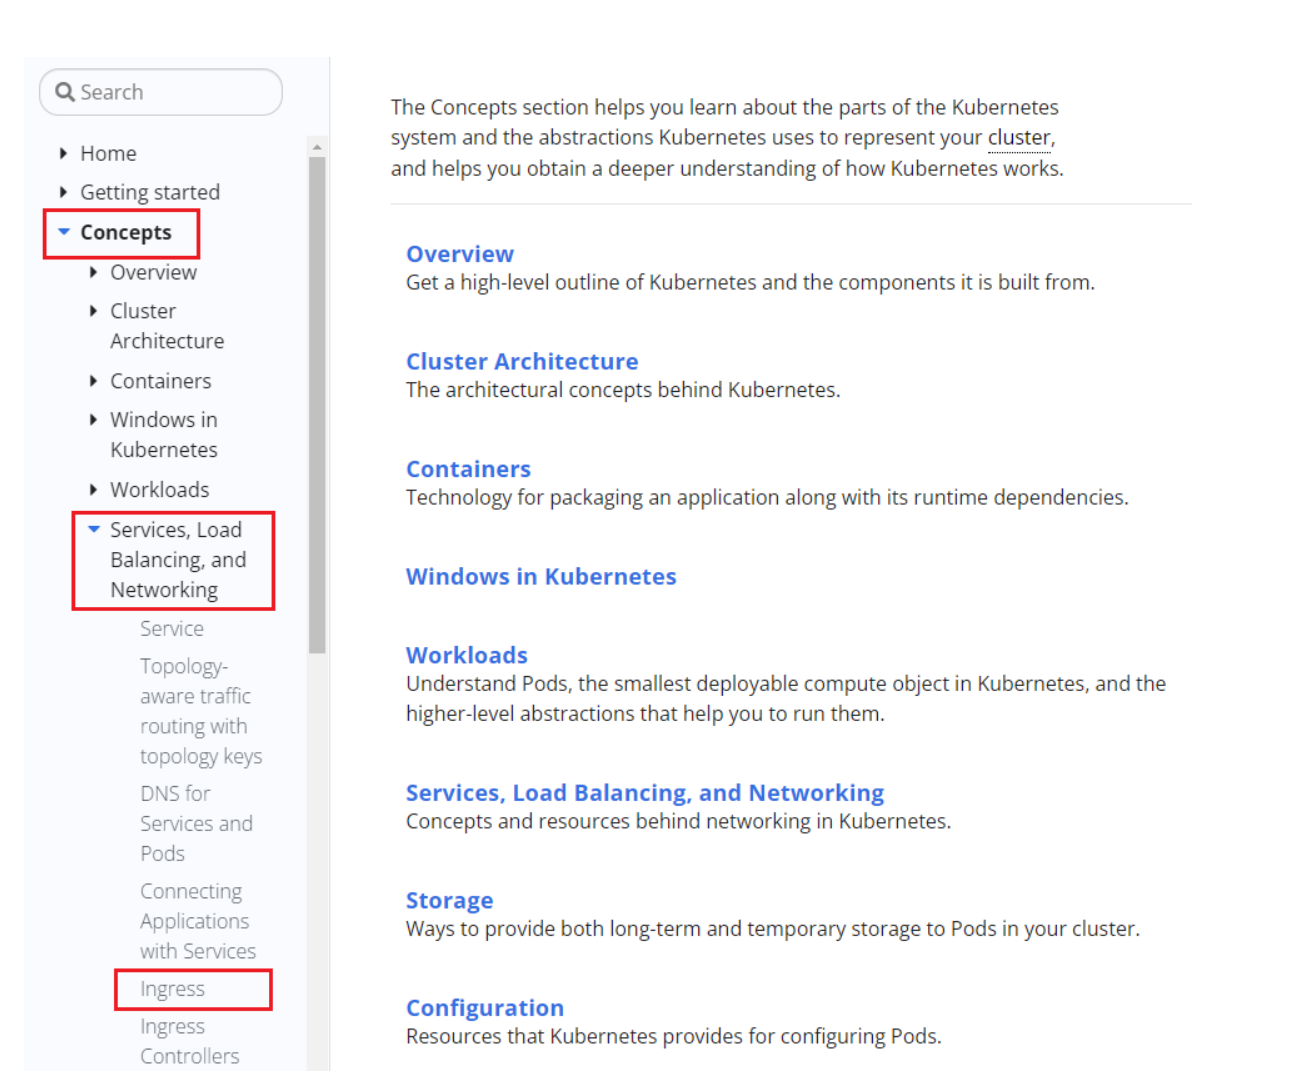 Search
Home
Getting started
Concepts
Overview
Cluster
Architecture
Containers
Windows in
Kubernetes
Workloads
Services, Load
Balancing, and
Networking
Service
Topology-
aware traffic
routing with
topology keys
DNS for
Services and
Pods
Connecting
Applications
with Services
Ingress
Ingress
Controllers
The Concepts section helps you learn about the parts of the Kubernetes
system and the abstractions Kubernetes uses to represent your cluster,
and helps you obtain a deeper understanding of how Kubernetes works.
Overview
Get a high-level outline of Kubernetes and the components it is built from.
Cluster Architecture
The architectural concepts behind Kubernetes.
Containers
Technology for packaging an application along with its runtime dependencies.
Windows in Kubernetes
Workloads
Understand Pods, the smallest deployable compute object in Kubernetes, and the
higher-level abstractions that help you to run them.
Services, Load Balancing, and Networking
Concepts and resources behind networking in Kubernetes.
Storage
Ways to provide both long-term and temporary storage to Pods in your cluster.
Configuration
Resources that Kubernetes provides for configuring Pods.